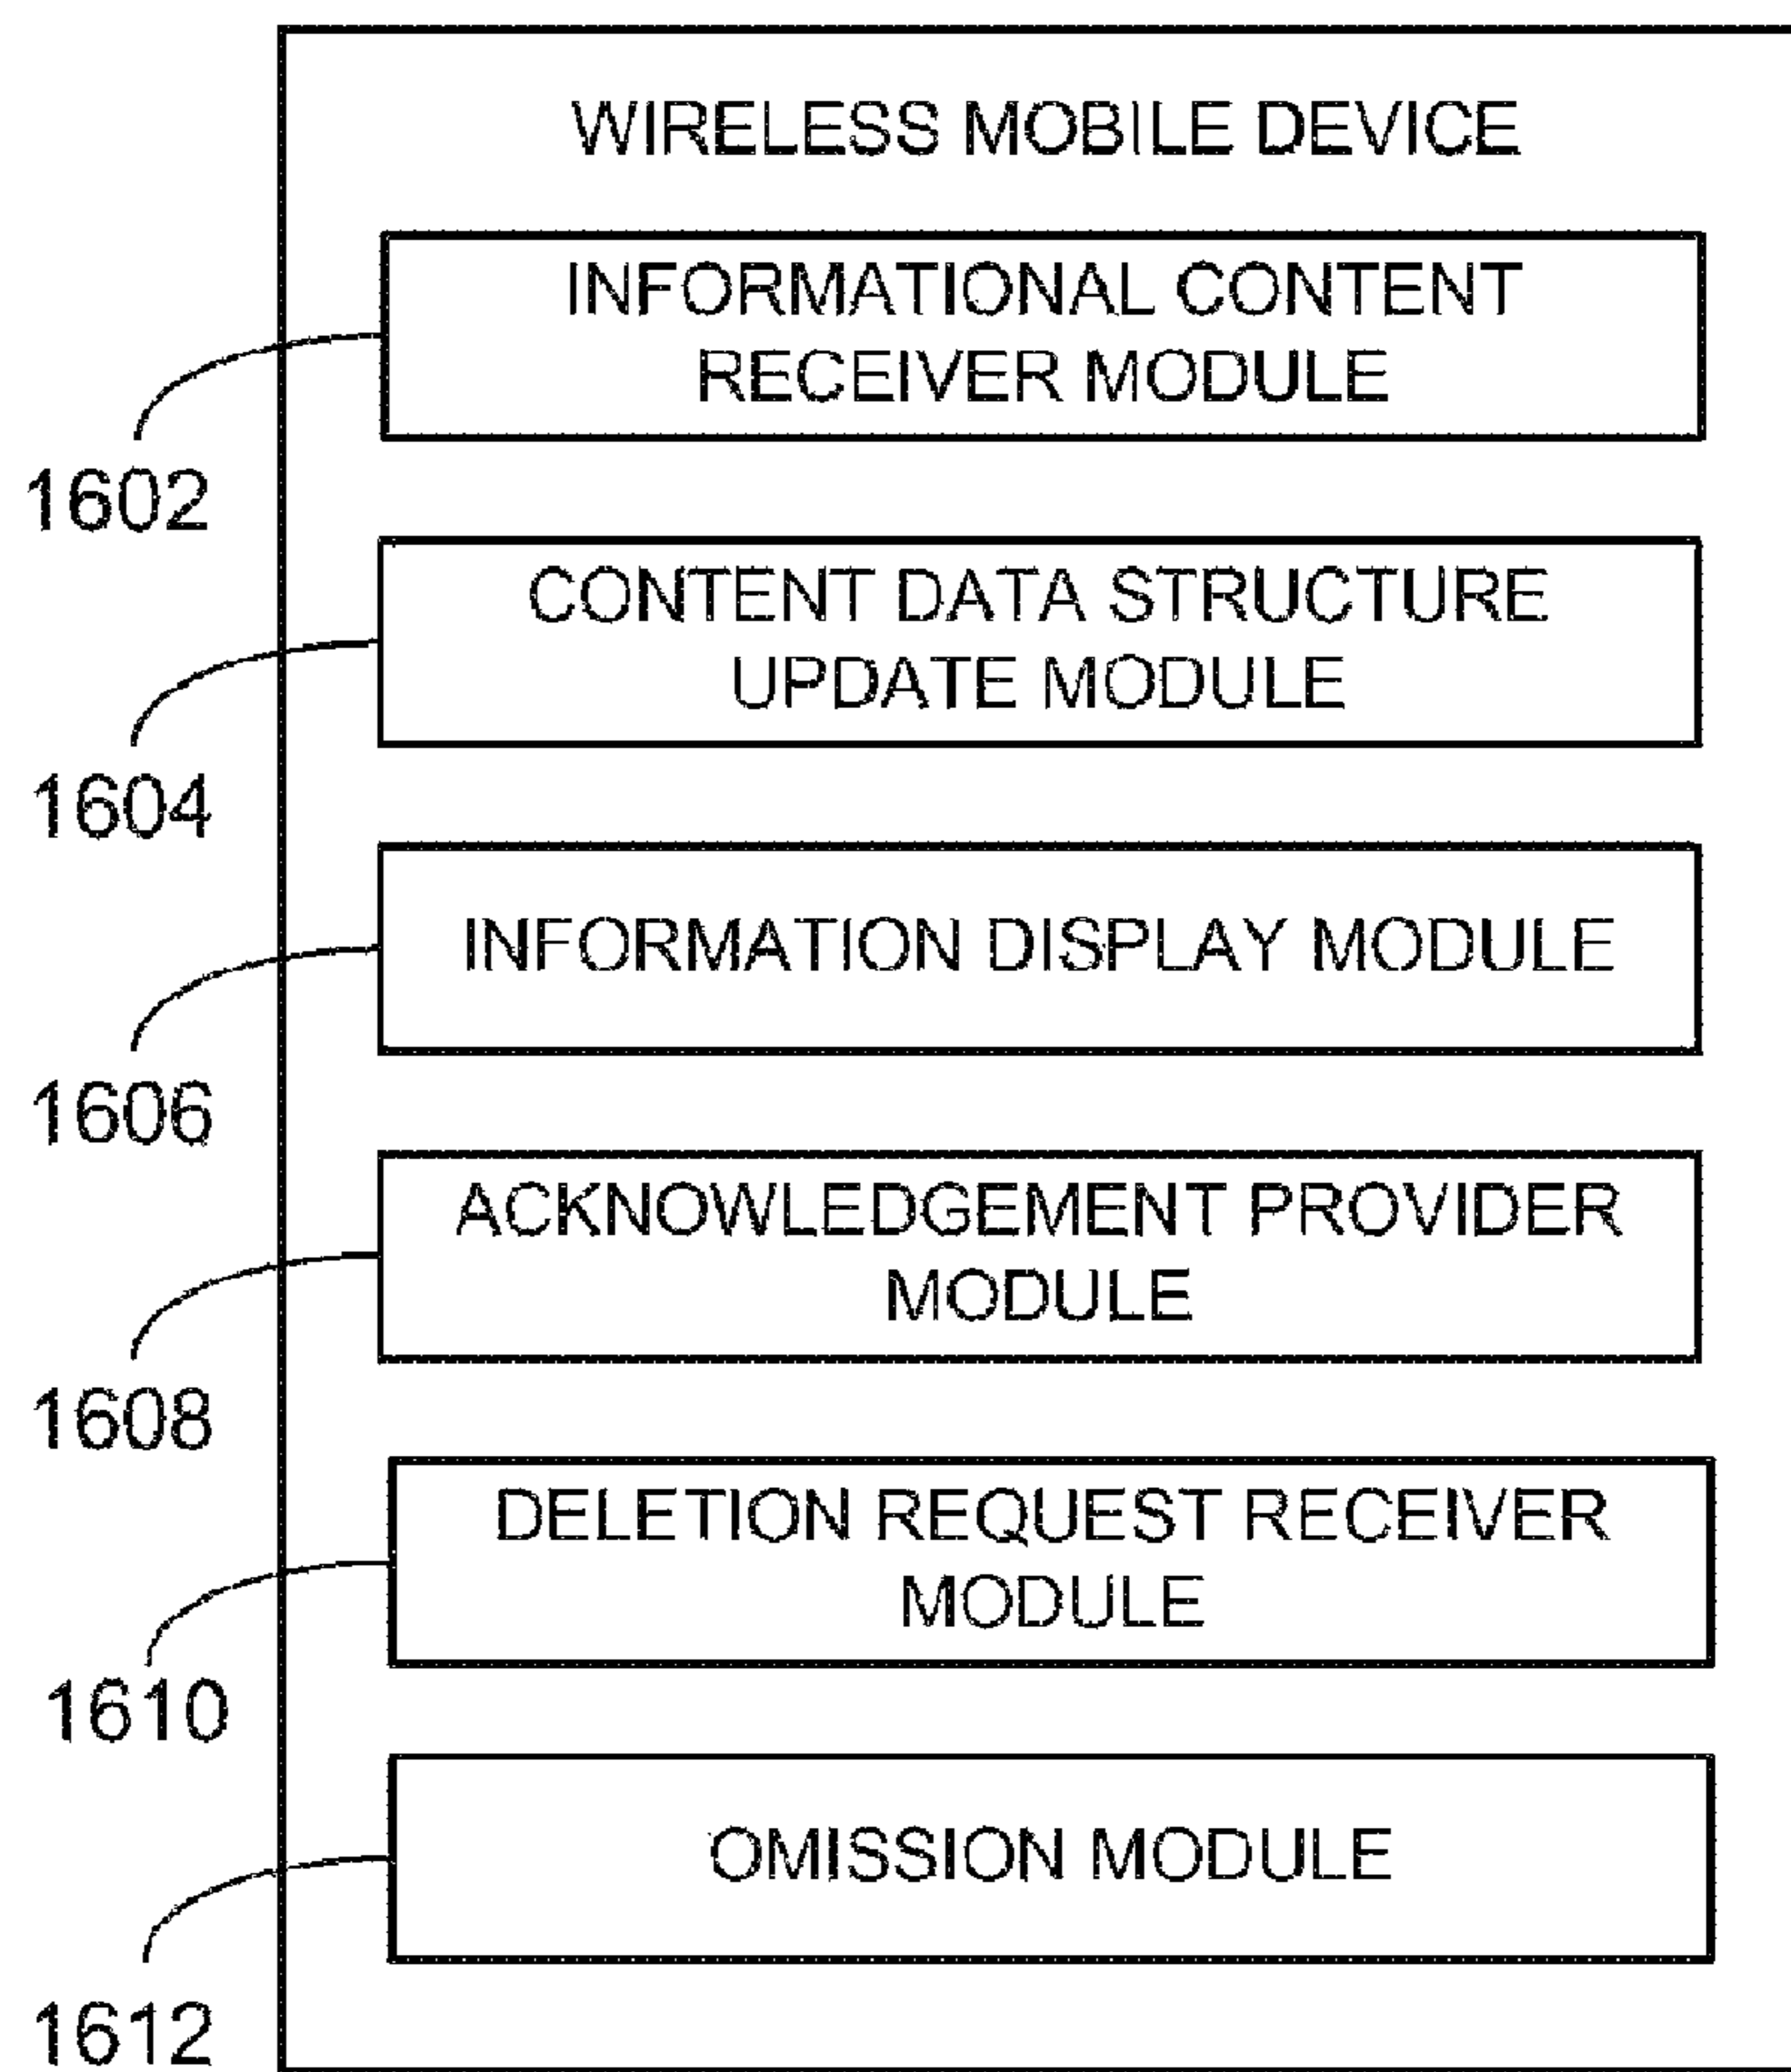 WIRELESS MOBILE DEVICE
INFORMATIONAL CONTENT
RECEIVER MODULE
1602
CONTENT DATA STRUCTURE
UPDATE MODULE
1604
INFORMATION DISPLAY MODULE
1606
ACKNOWLEDGEMENT PROVIDER
MODULE
1608
DELETION REQUEST RECEIVER
MODULE
1610
OMISSION MODULE
1612